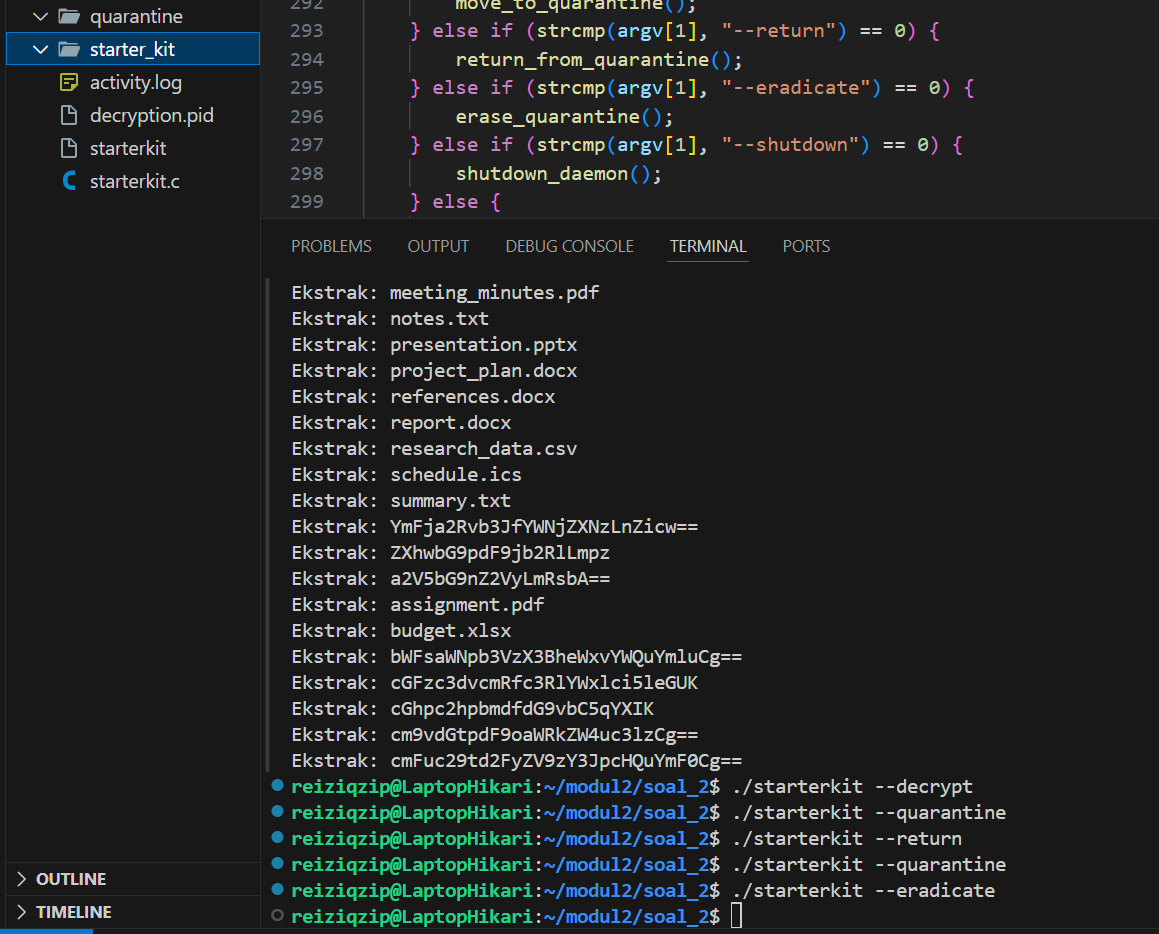 quarantine
starter_kit
activity.log
decryption.pid
starterkit
starterkit.c
OUTLINE
TIMELINE
292 move_to_quarantine();
293 } else if (strcmp(argv[1], "--return") == 0) {
294 return_from_quarantine();
295 } else if (strcmp(argv[1], "--eradicate") == 0) {
296 erase_quarantine();
297 } else if (strcmp(argv[1], "--shutdown") == 0) {
298 shutdown_daemon();
299 } else {
PROBLEMS OUTPUT DEBUG CONSOLE TERMINAL PORTS
Ekstrak: meeting_minutes.pdf
Ekstrak: notes.txt
Ekstrak: presentation.pptx
Ekstrak: project_plan.docx
Ekstrak: references.docx
Ekstrak: report.docx
Ekstrak: research_data.csv
Ekstrak: schedule.ics
Ekstrak: summary.txt
Ekstrak: YmFja2Rvb3JfYWNjZXNzLnZicw==
Ekstrak: ZXhwbG9pdF9jb2RlLmpz
Ekstrak: a2V5bG9nZ2VyLmRsbA==
Ekstrak: assignment.pdf
Ekstrak: budget.xlsx
Ekstrak: bWFsaWNpb3VzX3BheWxvYWQuYmluCg==
Ekstrak: cGFzc3dvcmRfc3RlYWxlci5leGUK
Ekstrak: cGhpc2hpbmdfdG9vbC5qYXIK
Ekstrak: cm9vdGtpdF9oaWRkZW4uc3lzCg==
Ekstrak: cmFuc29td2FyZV9zY3JpcHQuYmF0Cg==
reiziqzip@LaptopHikari:~/modul2/soal_2$ ./starterkit --decrypt
reiziqzip@LaptopHikari:~/modul2/soal_2$ ./starterkit --quarantine
reiziqzip@LaptopHikari:~/modul2/soal_2$ ./starterkit --return
reiziqzip@LaptopHikari:~/modul2/soal_2$ ./starterkit --quarantine
reiziqzip@LaptopHikari:~/modul2/soal_2$ ./starterkit --eradicate
reiziqzip@LaptopHikari:~/modul2/soal_2$